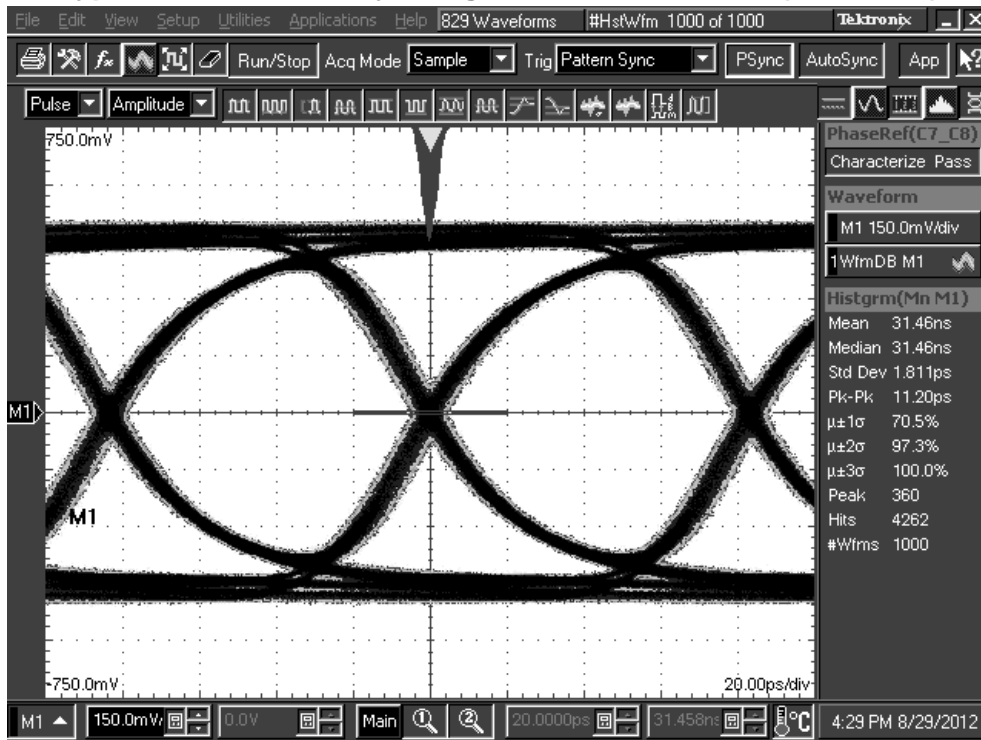 File Edit View Setup Utilities Applications Help 829 Waveforms #HstWfm 1000 of 1000 Tektronix
Run/Stop Acq Mode Sample Trig Pattern Sync PSync AutoSync App
Pulse Amplitude
750.0mV
PhaseRef(C7_C8)
Characterize Pass
Waveform
M1 150.0mV/div
1 WfmDB M1
Histgrm(Mn M1)
Mean 31.46ns
Median 31.46ns
Std Dev 1.811ps
Pk-Pk 11.20ps
µ±1σ 70.5%
µ±2σ 97.3%
µ±3σ 100.0%
Peak 360
Hits 4262
#Wfms 1000
M1
M1
-750.0mV
20.00ps/div
M1 150.0mV/ 0.0V Main 1 2 20.0000ps 31.458ns °C 4:29 PM 8/29/2012